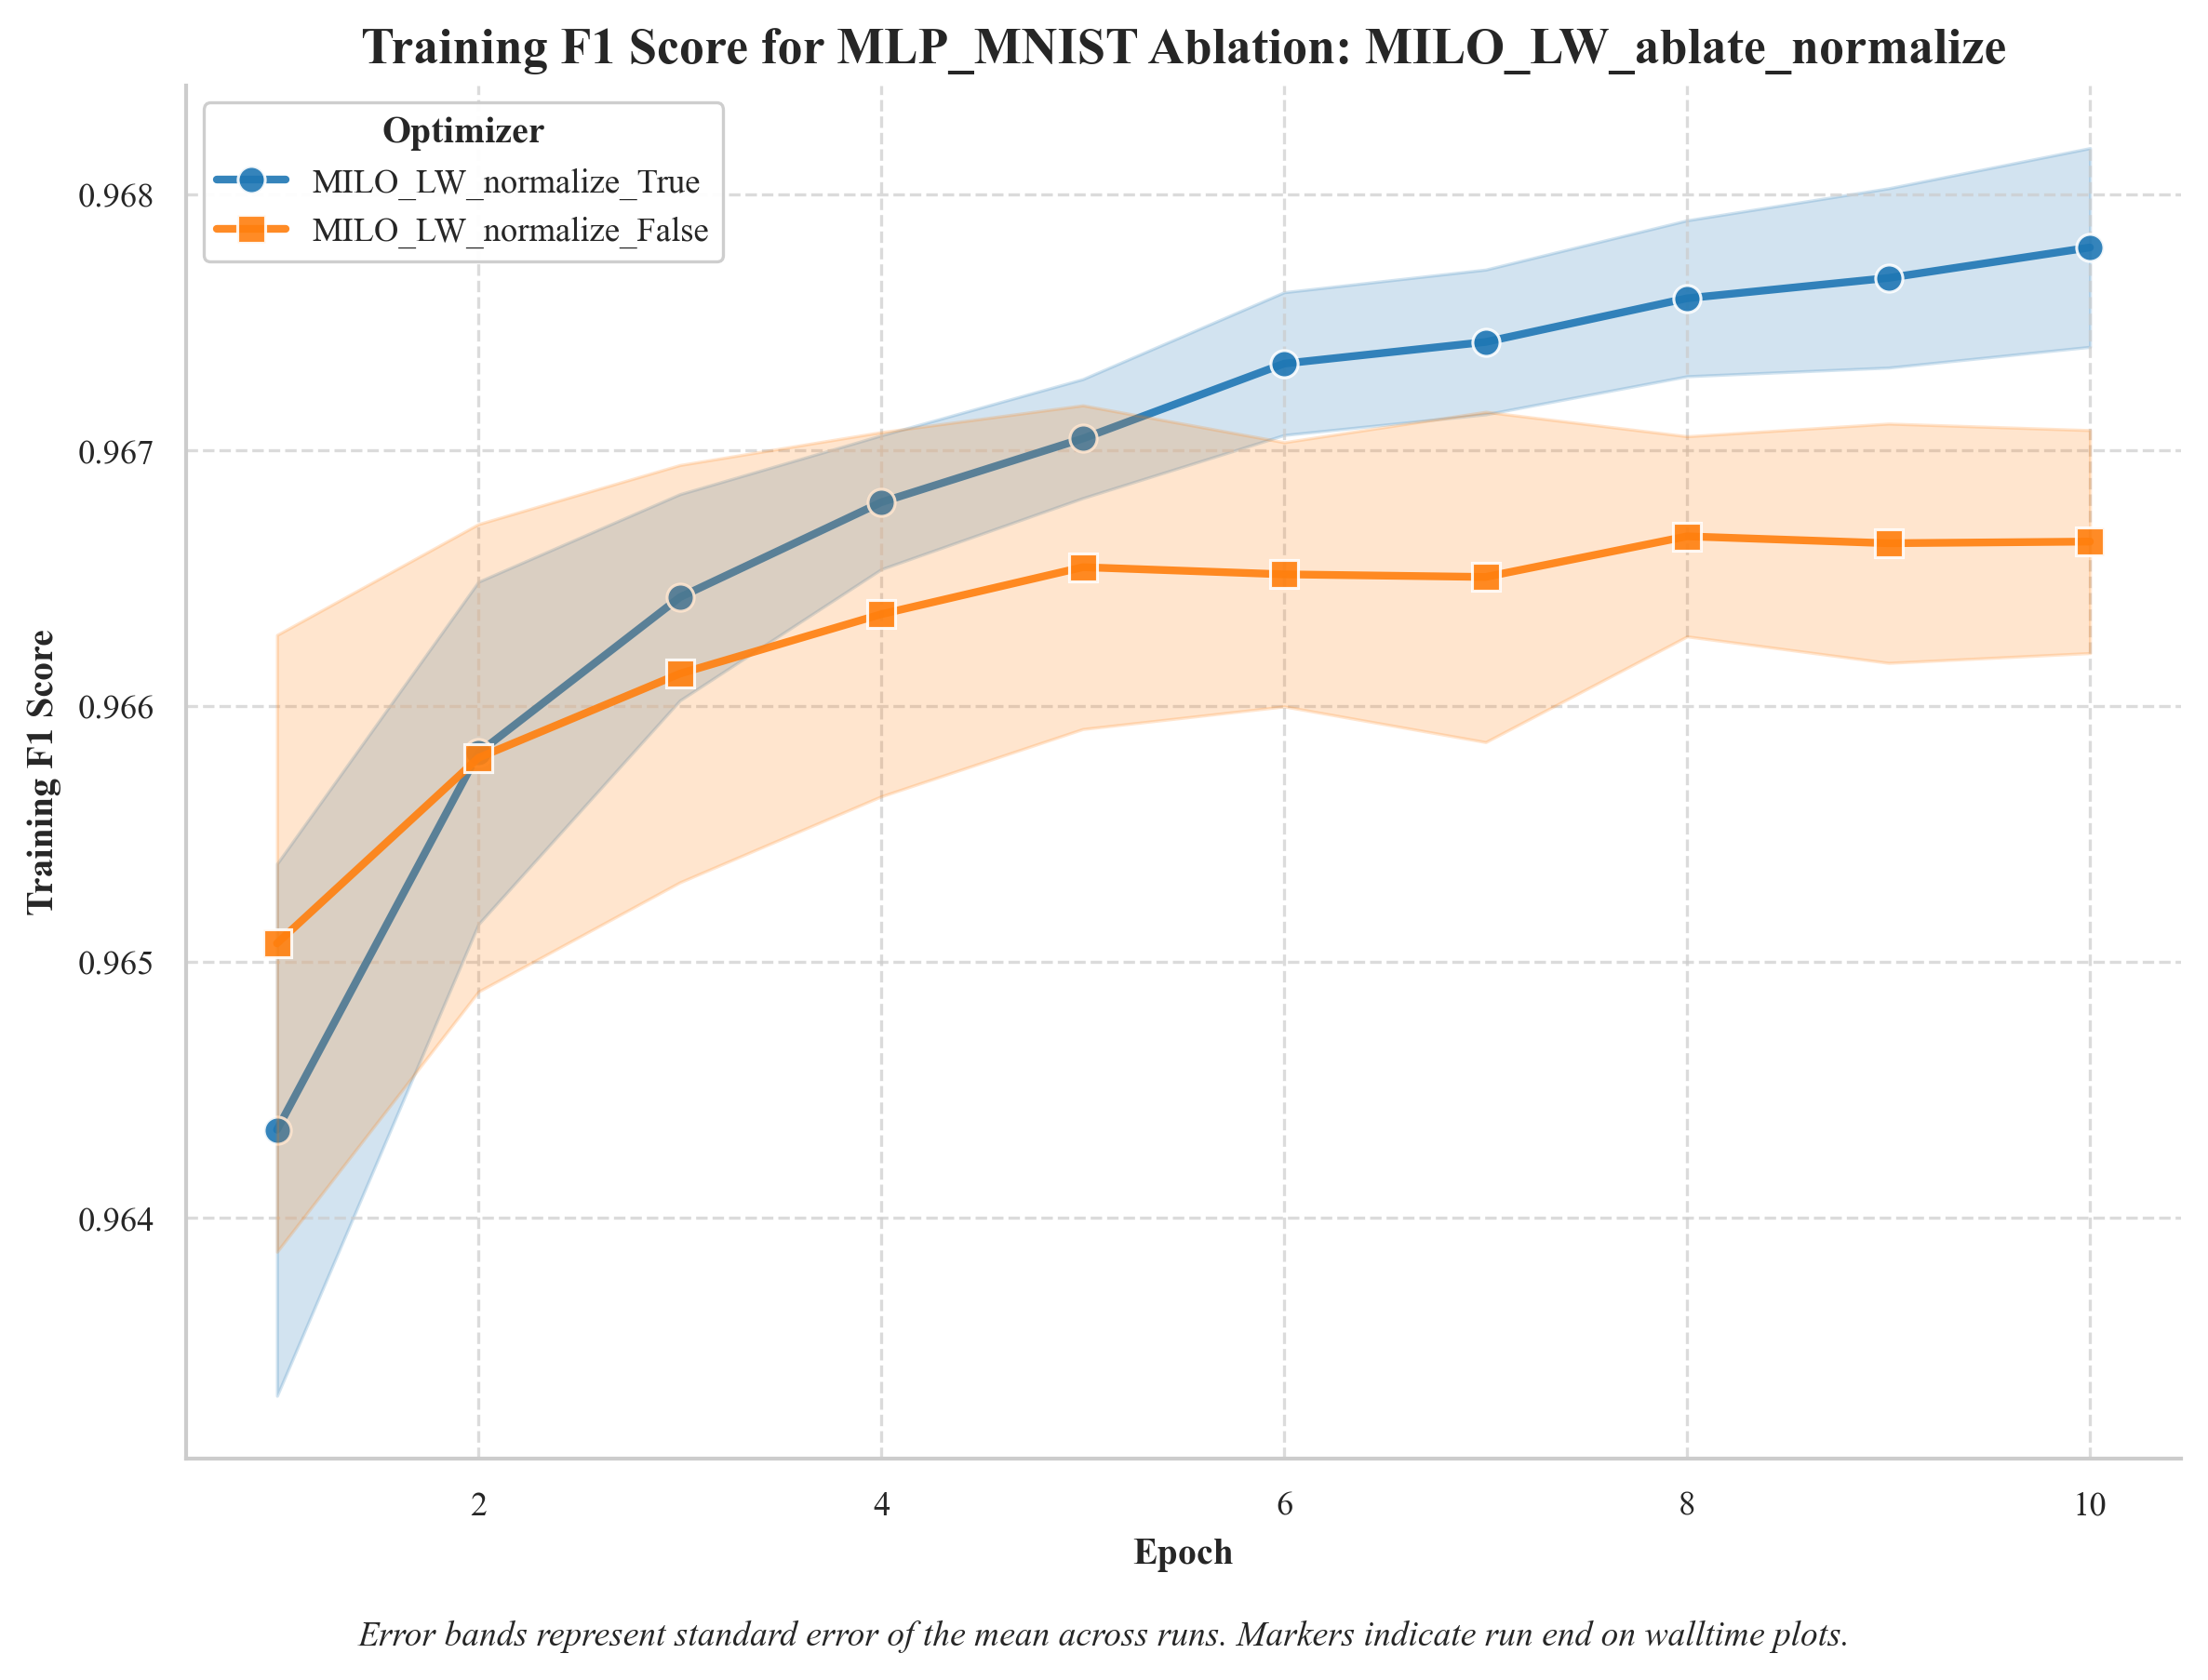 Training F1 Score for MLP_MNIST Ablation: MILO_LW_ablate_normalize
Optimizer
MILO_LW_normalize_True
MILO_LW_normalize_False
0.968
0.967
0.966
0.965
0.964
Training F1 Score
2 4 6 8 10
Epoch
Error bands represent standard error of the mean across runs. Markers indicate run end on walltime plots.